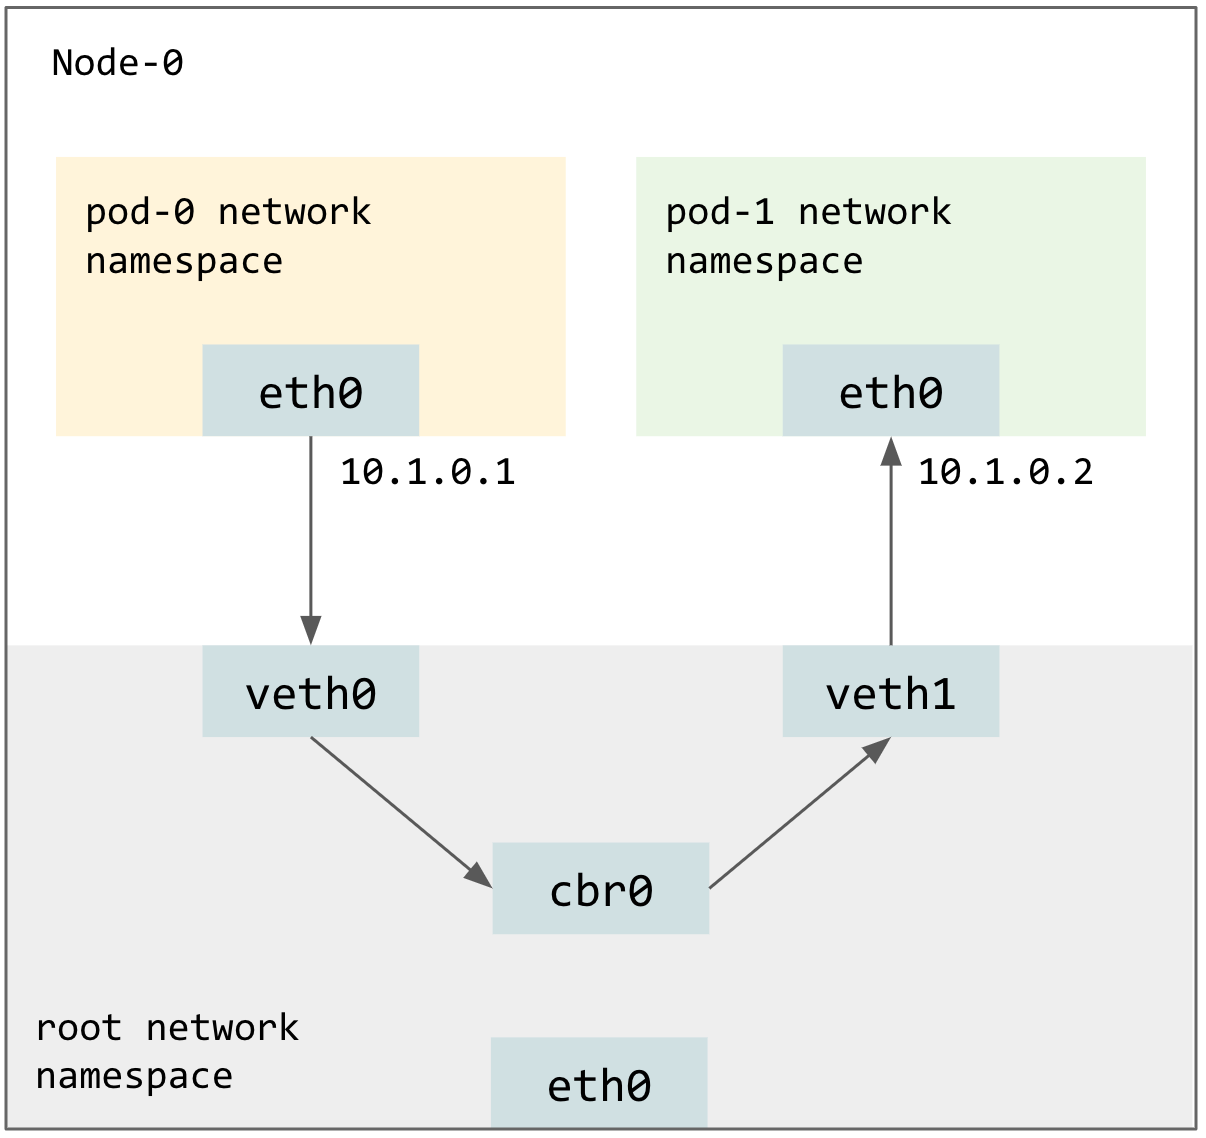 Node-0
pod-0 network
namespace
pod-1 network
namespace
eth0
eth0
10.1.0.1
10.1.0.2
veth0
veth1
cbr0
root network
namespace
eth0